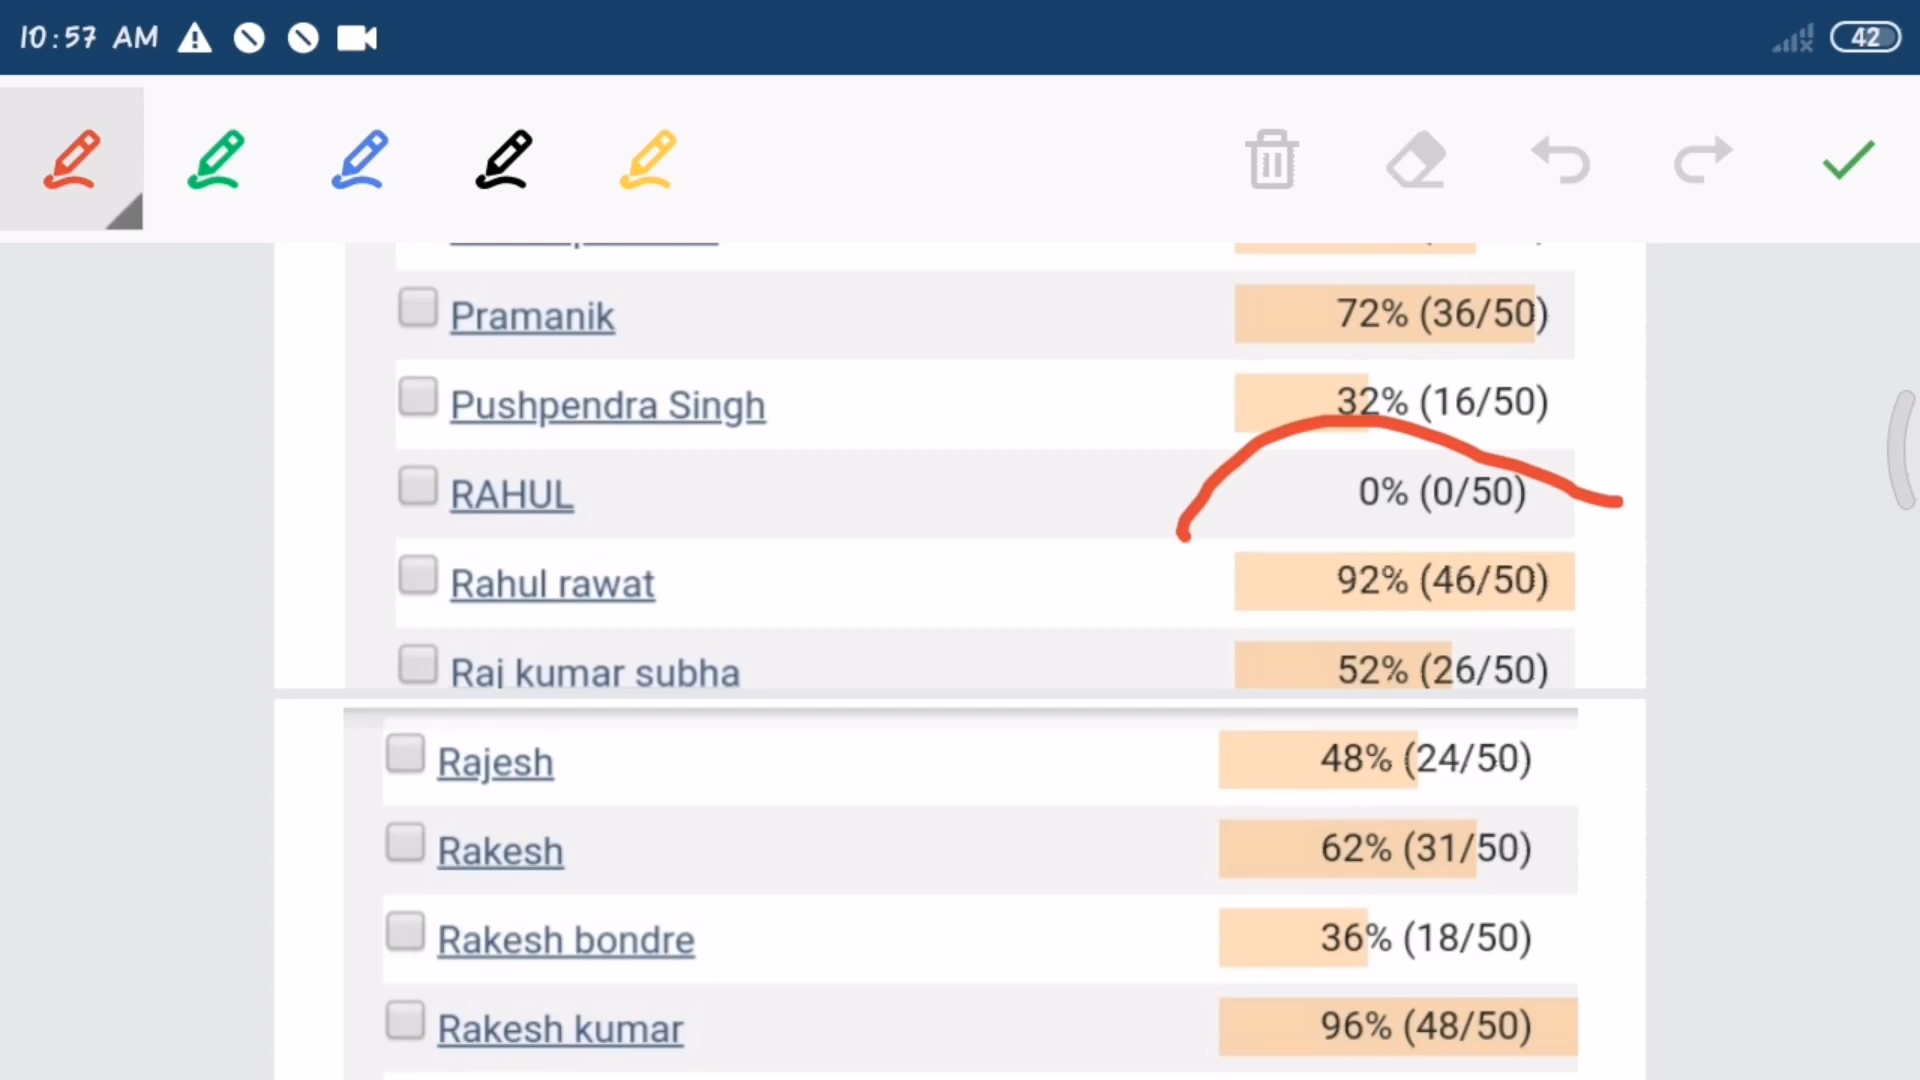 10:57 AM
42
Pramanik 72% (36/50)
Pushpendra Singh 32% (16/50)
RAHUL 0% (0/50)
Rahul rawat 92% (46/50)
Raj kumar subha 52% (26/50)
Rajesh 48% (24/50)
Rakesh 62% (31/50)
Rakesh bondre 36% (18/50)
Rakesh kumar 96% (48/50)